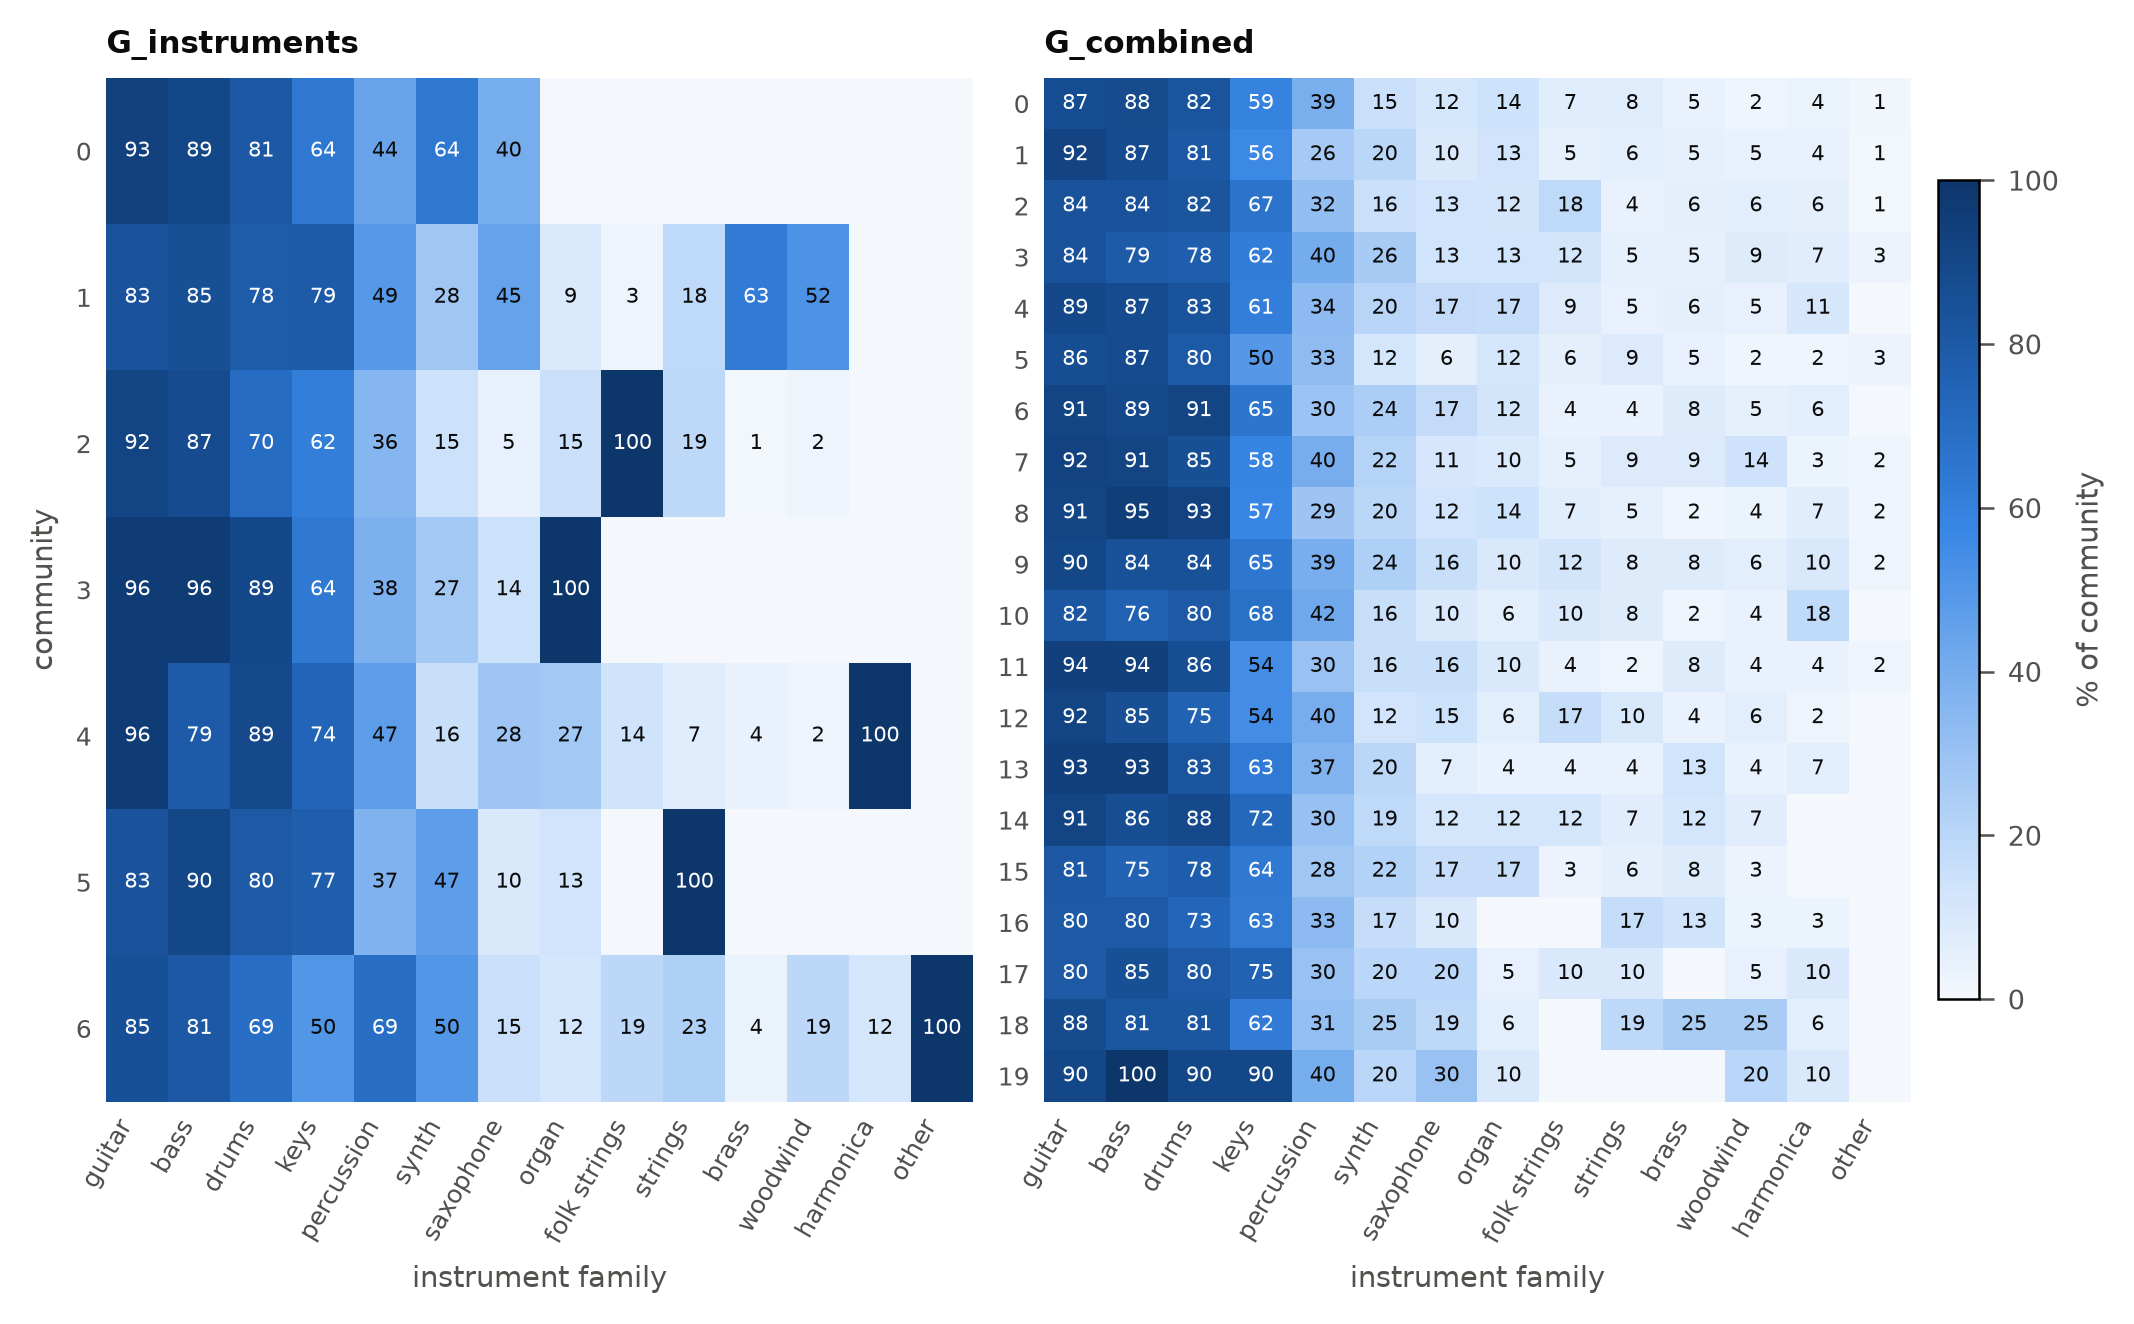 G_instruments
community
0 93 89 81 64 44 64 40
1 83 85 78 79 49 28 45 9 3 18 63 52
2 92 87 70 62 36 15 5 15 100 19 1 2
3 96 96 89 64 38 27 14 100
4 96 79 89 74 47 16 28 27 14 7 4 2 100
5 83 90 80 77 37 47 10 13 100
6 85 81 69 50 69 50 15 12 19 23 4 19 12 100
guitar bass drums keys percussion synth saxophone organ folk strings strings brass woodwind harmonica other
instrument family
G_combined
0 87 88 82 59 39 15 12 14 7 8 5 2 4 1
1 92 87 81 56 26 20 10 13 5 6 5 5 4 1
2 84 84 82 67 32 16 13 12 18 4 6 6 6 1
3 84 79 78 62 40 26 13 13 12 5 5 9 7 3
4 89 87 83 61 34 20 17 17 9 5 6 5 11
5 86 87 80 50 33 12 6 12 6 9 5 2 2 3
6 91 89 91 65 30 24 17 12 4 4 8 5 6
7 92 91 85 58 40 22 11 10 5 9 9 14 3 2
8 91 95 93 57 29 20 12 14 7 5 2 4 7 2
9 90 84 84 65 39 24 16 10 12 8 8 6 10 2
10 82 76 80 68 42 16 10 6 10 8 2 4 18
11 94 94 86 54 30 16 16 10 4 2 8 4 4 2
12 92 85 75 54 40 12 15 6 17 10 4 6 2
13 93 93 83 63 37 20 7 4 4 4 13 4 7
14 91 86 88 72 30 19 12 12 12 7 12 7
15 81 75 78 64 28 22 17 17 3 6 8 3
16 80 80 73 63 33 17 10 17 13 3 3
17 80 85 80 75 30 20 20 5 10 10 5 10
18 88 81 81 62 31 25 19 6 19 25 25 6
19 90 100 90 90 40 20 30 10 20 10
guitar bass drums keys percussion synth saxophone organ folk strings strings brass woodwind harmonica other
instrument family
100
80
60
40
20
0
% of community